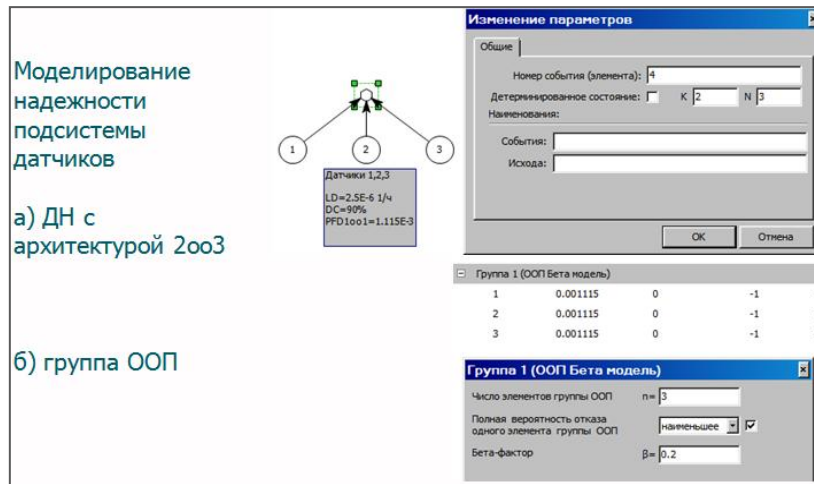 Моделирование
надежности
подсистемы
датчиков
а) ДН с
архитектурой 2оо3
б) группа ООП
1
2
3
Датчики 1,2,3
LD=2.5E-6 1/ч
DC=90%
PFD1oo1=1.115E-3
Изменение параметров
Общие
Номер события (элемента): 4
Детерминированное состояние: K 2 N 3
Наименования:
События:
Исхода:
OK Отмена
Группа 1 (ООП Бета модель)
1 0.001115 0 -1
2 0.001115 0 -1
3 0.001115 0 -1
Группа 1 (ООП Бета модель)
Число элементов группы ООП n= 3
Полная вероятность отказа
одного элемента группы ООП наименьшее
Бета-фактор β= 0.2